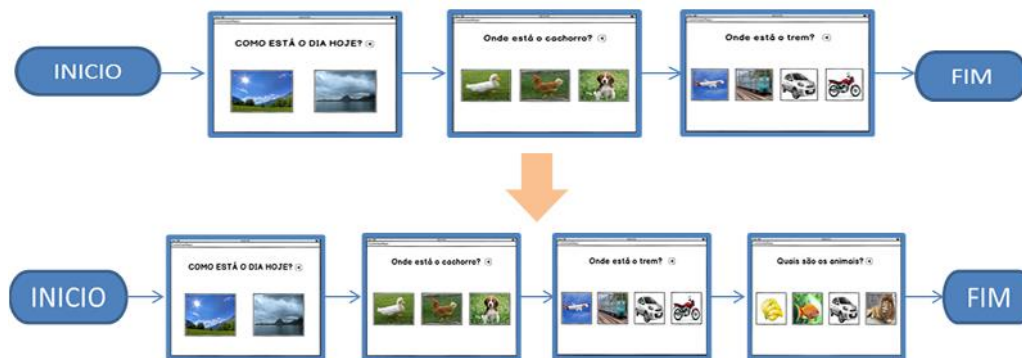 INICIO
COMO ESTÁ O DIA HOJE?
Onde está o cachorro?
Onde está o trem?
FIM
INICIO
COMO ESTÁ O DIA HOJE?
Onde está o cachorro?
Onde está o trem?
Quais são os animais?
FIM